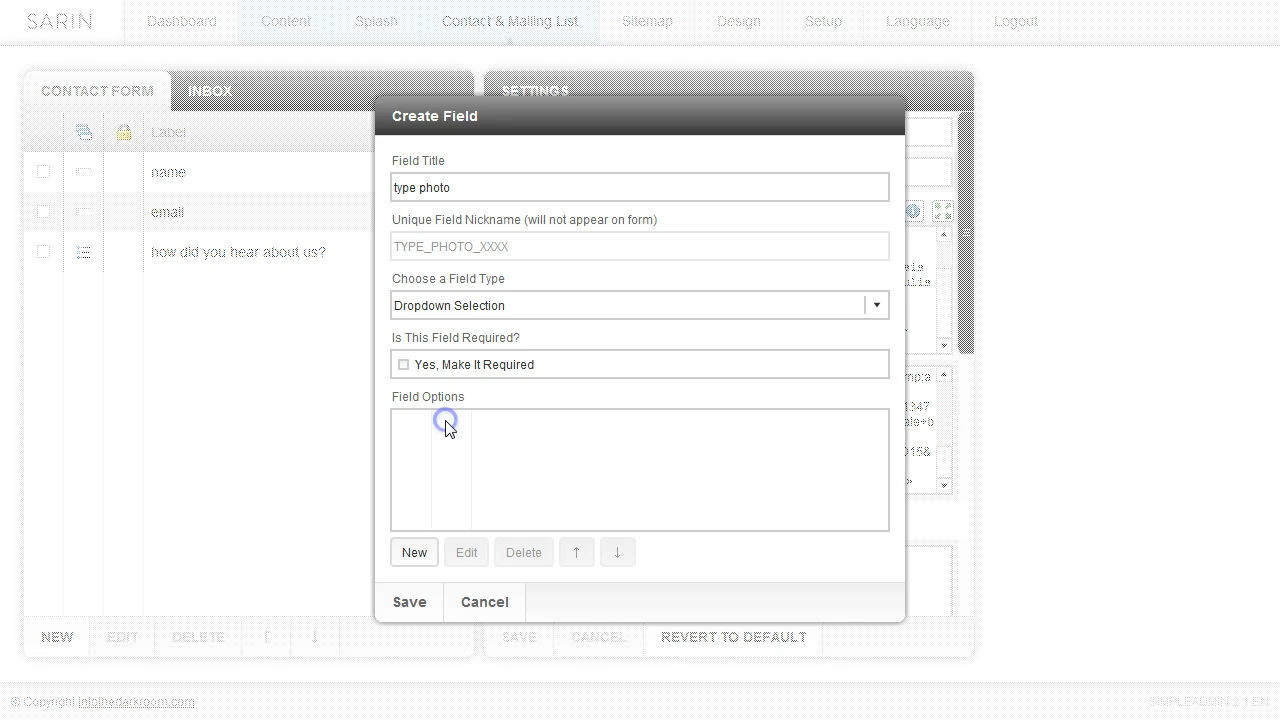 SARIN
Dashboard
Content
Splash
Contact & Mailing List
Sitemap
Design
Setup
Language
Logout
CONTACT FORM
INBOX
SETTINGS
Label
name
email
how did you hear about us?
Create Field
Field Title
type photo
Unique Field Nickname (will not appear on form)
TYPE_PHOTO_XXXX
Choose a Field Type
Dropdown Selection
Is This Field Required?
Yes, Make It Required
Field Options
New
Edit
Delete
↑
↓
Save
Cancel
NEW
EDIT
DELETE
↑
↓
SAVE
CANCEL
REVERT TO DEFAULT
© Copyright intothedarkroom.com
SIMPLEADMIN 2.1 EN